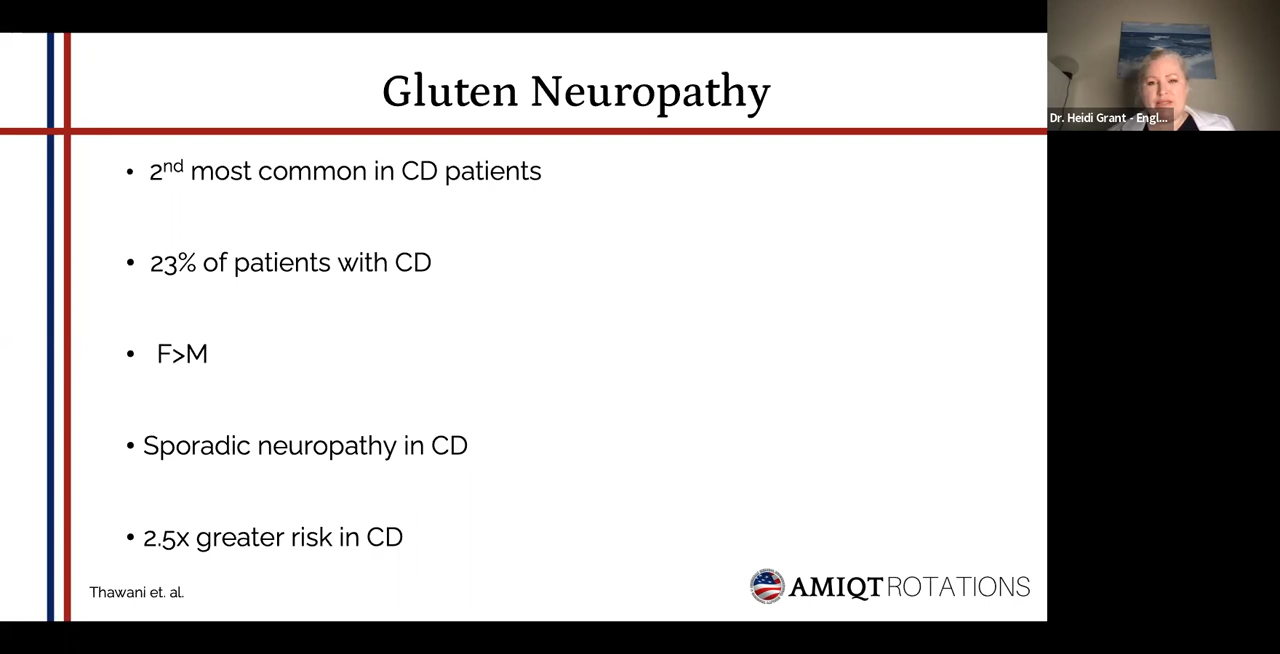 Gluten Neuropathy
• 2nd most common in CD patients
• 23% of patients with CD
• F>M
• Sporadic neuropathy in CD
• 2.5x greater risk in CD
Thawani et. al.
AMIQT ROTATIONS
Dr. Heidi Grant - Engl...